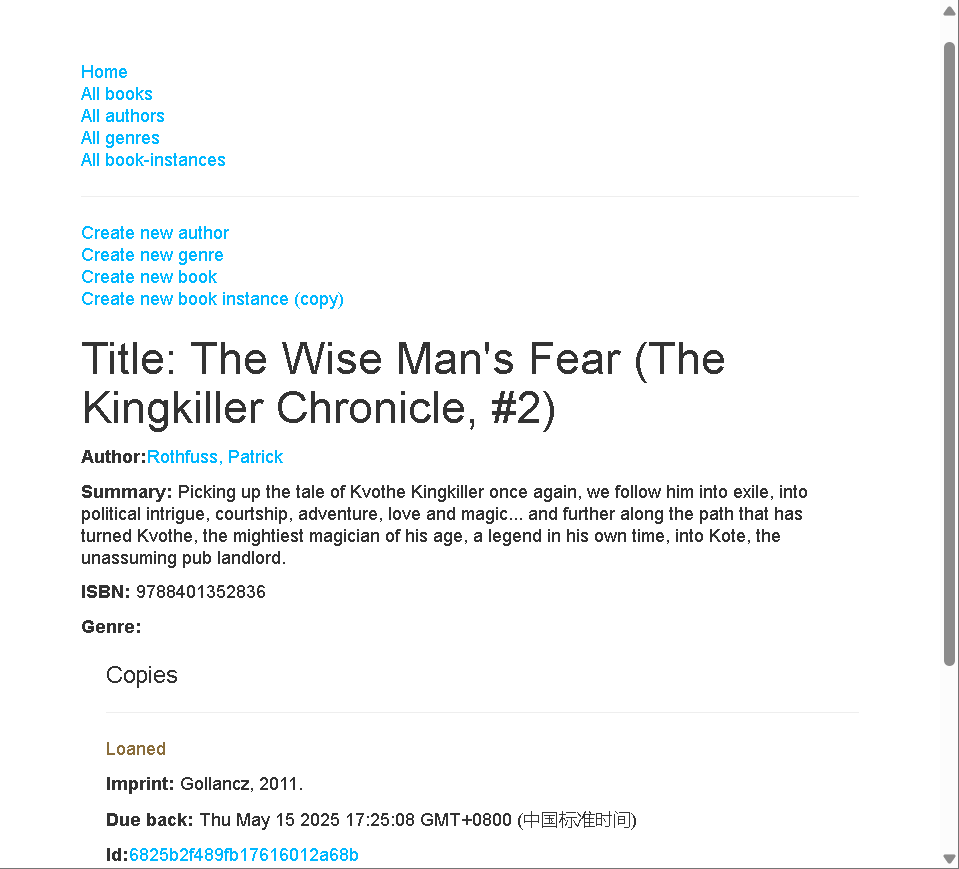 Home
All books
All authors
All genres
All book-instances
Create new author
Create new genre
Create new book
Create new book instance (copy)
Title: The Wise Man's Fear (The
Kingkiller Chronicle, #2)
Author:Rothfuss, Patrick
Summary: Picking up the tale of Kvothe Kingkiller once again, we follow him into exile, into
political intrigue, courtship, adventure, love and magic... and further along the path that has
turned Kvothe, the mightiest magician of his age, a legend in his own time, into Kote, the
unassuming pub landlord.
ISBN: 9788401352836
Genre:
Copies
Loaned
Imprint: Gollancz, 2011.
Due back: Thu May 15 2025 17:25:08 GMT+0800 (中国标准时间)
Id:6825b2f489fb17616012a68b